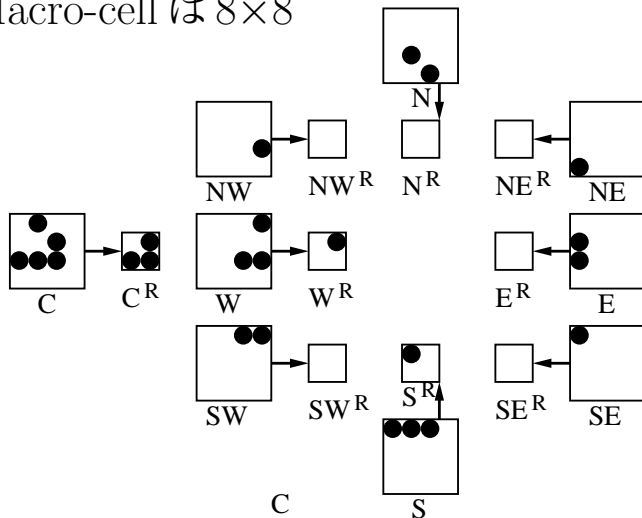 acro-cell は 8×8
N
NW NW^R N^R NE^R NE
C C^R W W^R E^R E
SW SW^R S^R SE^R SE
C S